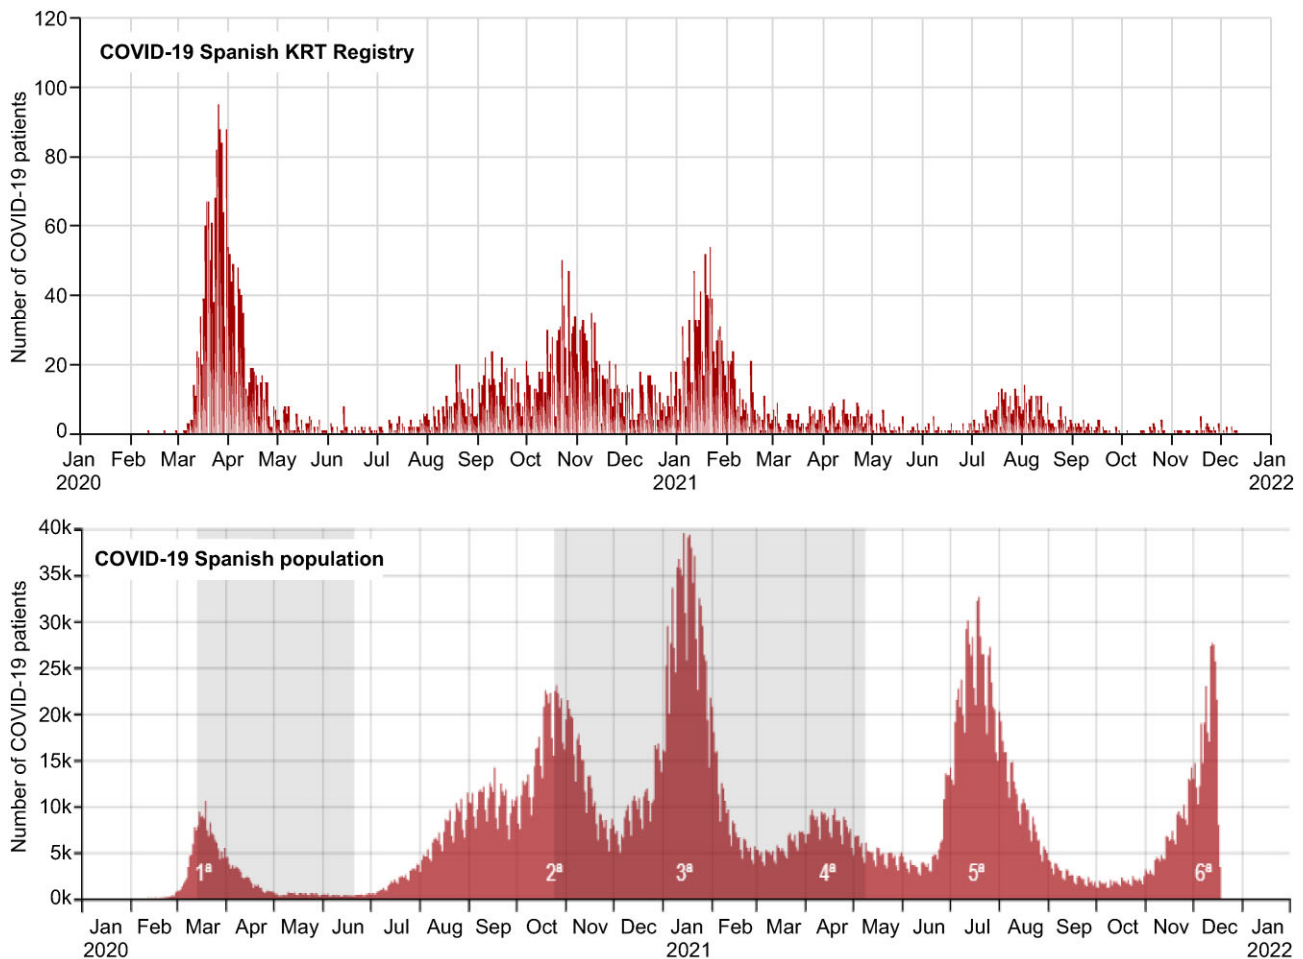 120
COVID-19 Spanish KRT Registry
100
80
60
40
20
0
Number of COVID-19 patients
Jan Feb Mar Apr May Jun Jul Aug Sep Oct Nov Dec Jan Feb Mar Apr May Jun Jul Aug Sep Oct Nov Dec Jan
2020 2021 2022
40k
COVID-19 Spanish population
35k
30k
25k
20k
15k
10k
5k
0k
Number of COVID-19 patients
1ª 2ª 3ª 4ª 5ª 6ª
Jan Feb Mar Apr May Jun Jul Aug Sep Oct Nov Dec Jan Feb Mar Apr May Jun Jul Aug Sep Oct Nov Dec Jan
2020 2021 2022